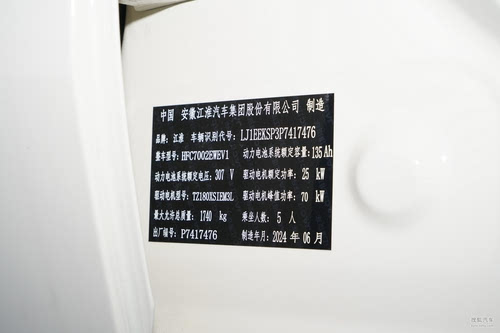 中国 安徽江淮汽车集团股份有限公司 制造
品牌：江淮 车辆识别代号：LJ1EEKSP3P7417476
整车型号：HFC7002EWEV1 动力电池系统额定容量：135 Ah
动力电池系统额定电压：307 V 驱动电机额定功率：25 kW
驱动电机型号：TZ180XSIEM3L 驱动电机峰值功率：70 kW
最大允许总质量：1740 kg 乘坐人数：5 人
出厂编号：P7417476 制造年月：2024 年 06 月